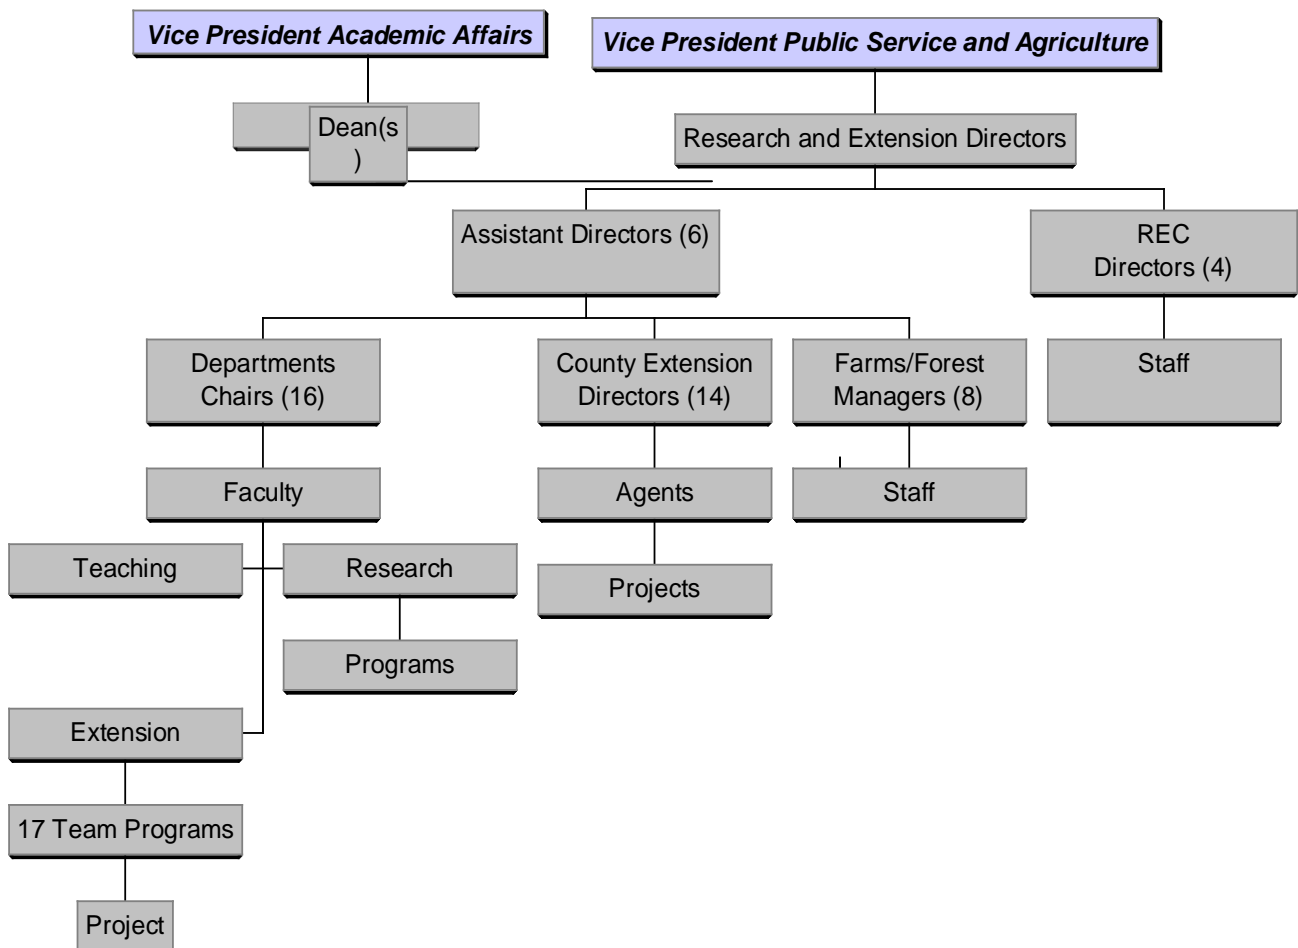 Vice President Academic Affairs
Vice President Public Service and Agriculture
Dean(s
)
Research and Extension Directors
Assistant Directors (6)
REC
Directors (4)
Departments
Chairs (16)
County Extension
Directors (14)
Farms/Forest
Managers (8)
Staff
Faculty
Agents
Staff
Teaching
Research
Projects
Programs
Extension
17 Team Programs
Project